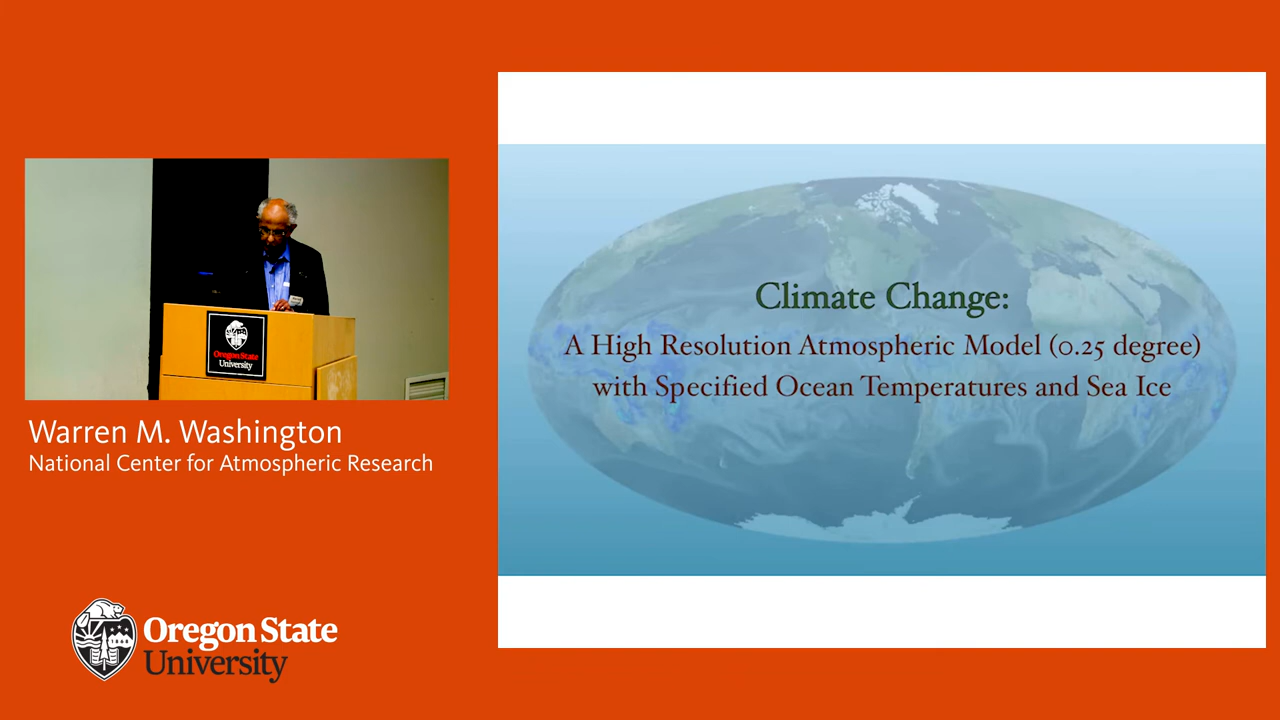 Oregon State
University
Warren M. Washington
National Center for Atmospheric Research
Oregon State
University
Climate Change:
A High Resolution Atmospheric Model (0.25 degree)
with Specified Ocean Temperatures and Sea Ice